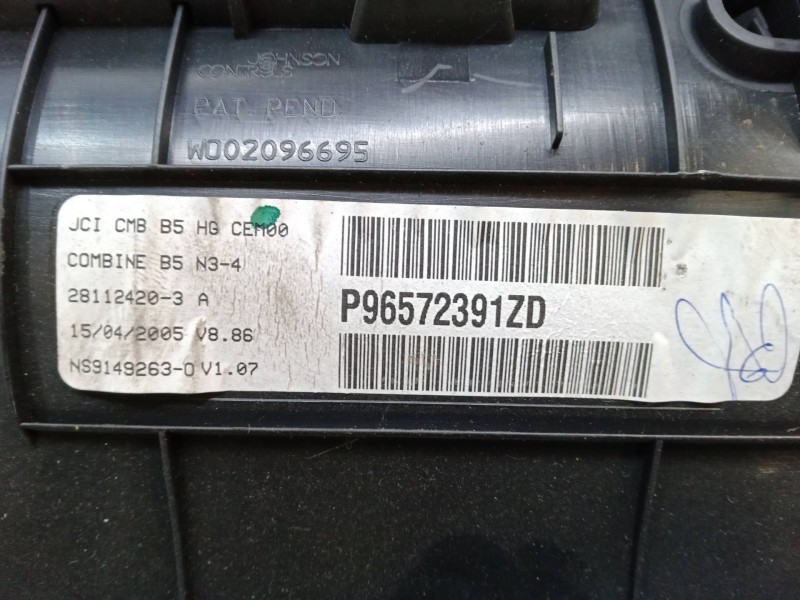 JOHNSON
CONTROLS
PAT PEND
WO02096695
JCI CMB B5 HG CEM00
COMBINE B5 N3-4
28112420-3 A
15/04/2005 V8.86
NS9149263-0 V1.07
P96572391ZD